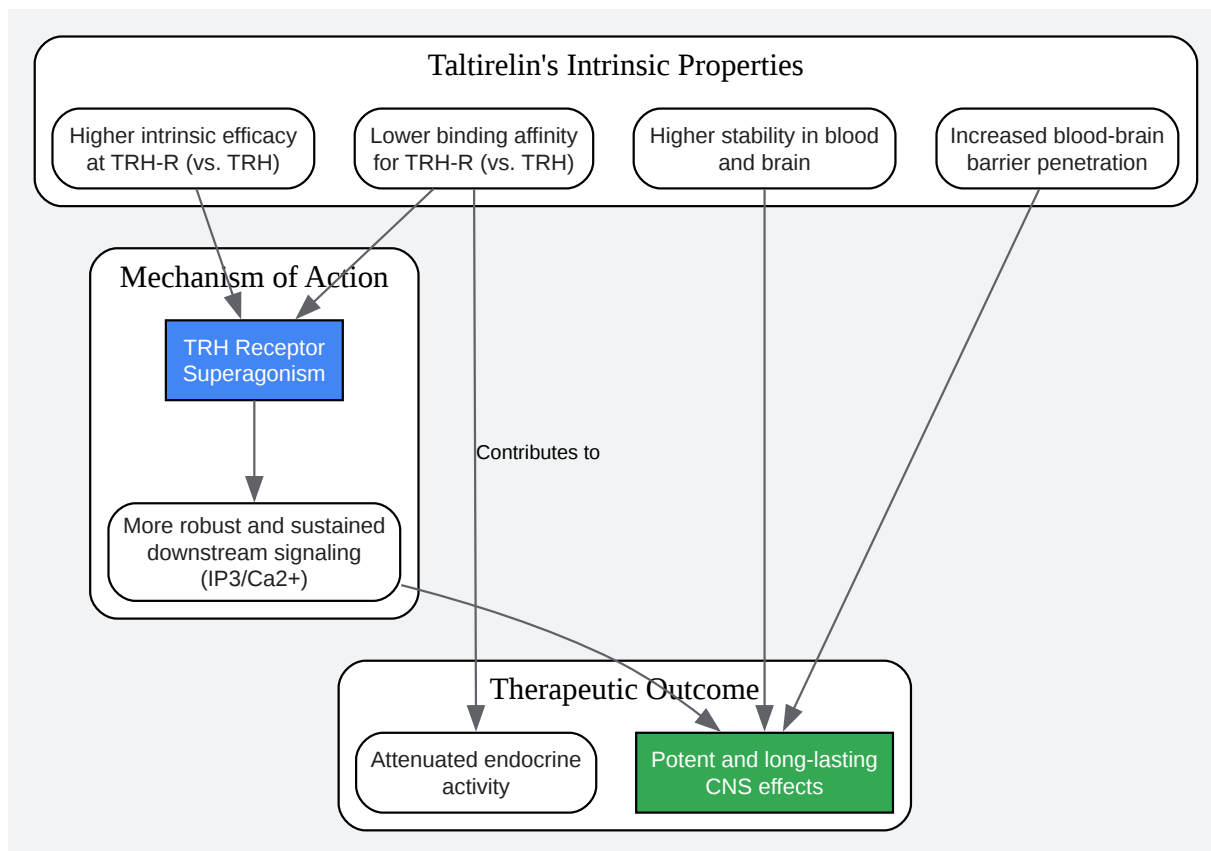 Taltirelin's Intrinsic Properties
Higher intrinsic efficacy
at TRH-R (vs. TRH)
Lower binding affinity
for TRH-R (vs. TRH)
Higher stability in blood
and brain
Increased blood-brain
barrier penetration
Mechanism of Action
TRH Receptor
Superagonism
Contributes to
More robust and sustained
downstream signaling
(IP3/Ca2+)
Therapeutic Outcome
Attenuated endocrine
activity
Potent and long-lasting
CNS effects